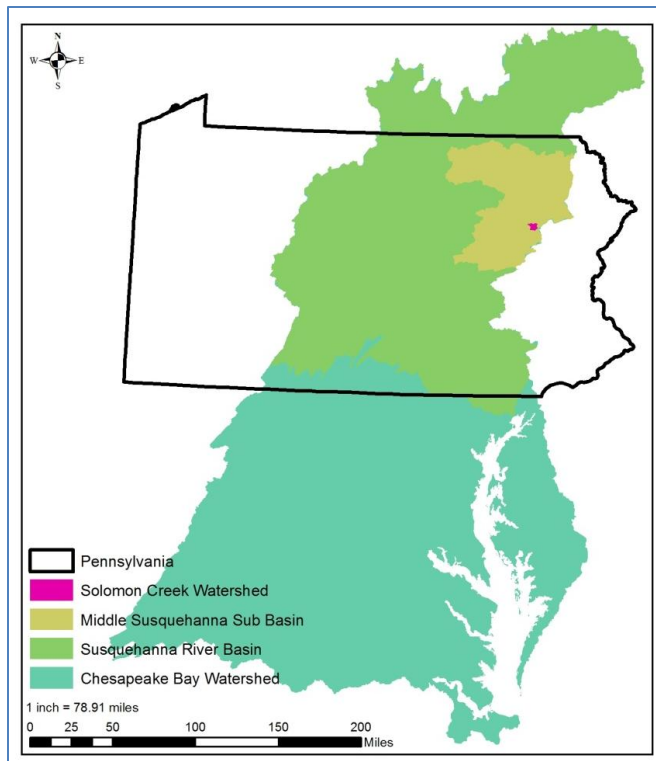 N
W E
S
Pennsylvania
Solomon Creek Watershed
Middle Susquehanna Sub Basin
Susquehanna River Basin
Chesapeake Bay Watershed
1 inch = 78.91 miles
0 25 50 100 150 200
Miles